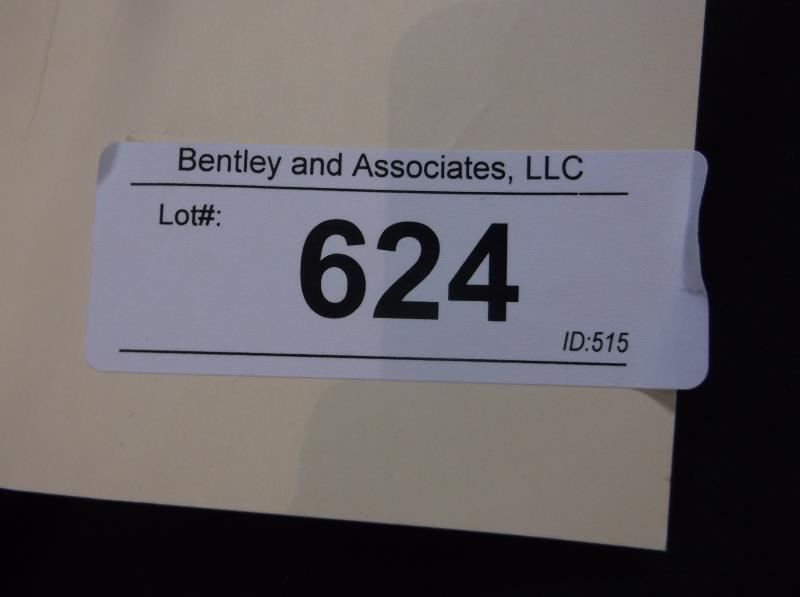 Bentley and Associates, LLC
Lot#:
624
ID:515